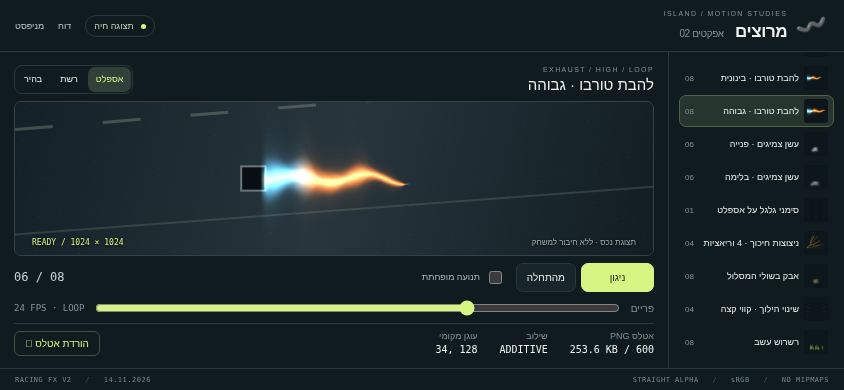 ISLAND / MOTION STUDIES
מרוצים
אפקטים 02
תצוגה חיה
דוח
מניפסט
להבת טורבו · בינונית
08
להבת טורבו · גבוהה
08
עשן צמיגים · פנייה
06
עשן צמיגים · בלימה
06
סימני גלגל על אספלט
01
ניצוצות חיכוך · 4 וריאציות
04
אבק בשולי המסלול
08
שינוי הילוך · קווי קצה
04
רשרוש עשב
08
EXHAUST / HIGH / LOOP
להבת טורבו · גבוהה
אספלט
רשת
בהיר
READY / 1024 × 1024
תצוגת נכס · ללא חיבור למשחק
ניגון
מהתחלה
תנועה מופחתת
06 / 08
פריים
24 FPS · LOOP
אטלס PNG
253.6 KB / 600
שילוב
ADDITIVE
עוגן מקומי
34, 128
הורדת אטלס
RACING FX V2 / 14.11.2026
STRAIGHT ALPHA / sRGB / NO MIPMAPS